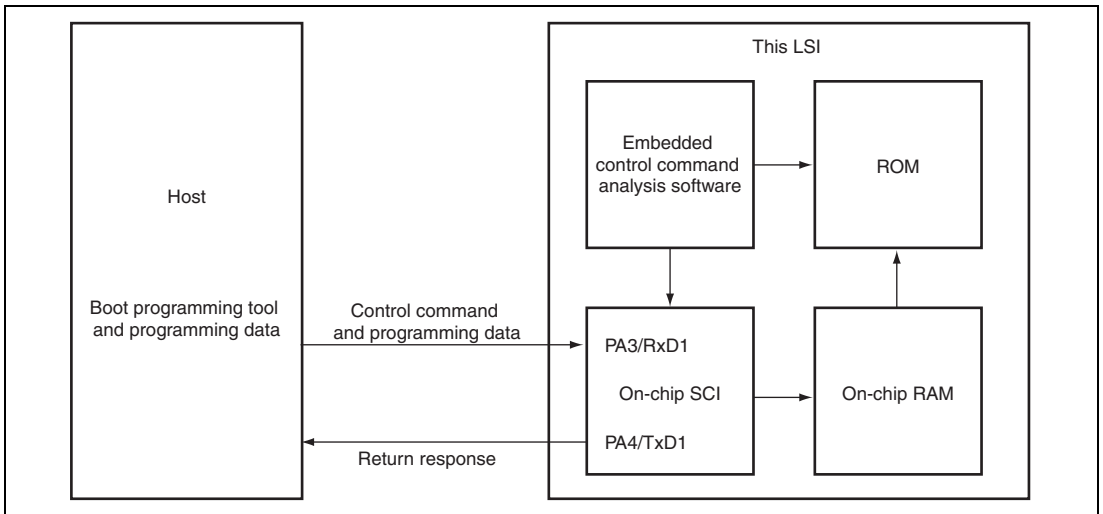 Host
Boot programming tool
and programming data
Control command
and programming data
Return response
This LSI
Embedded
control command
analysis software
ROM
PA3/RxD1
On-chip SCI
PA4/TxD1
On-chip RAM